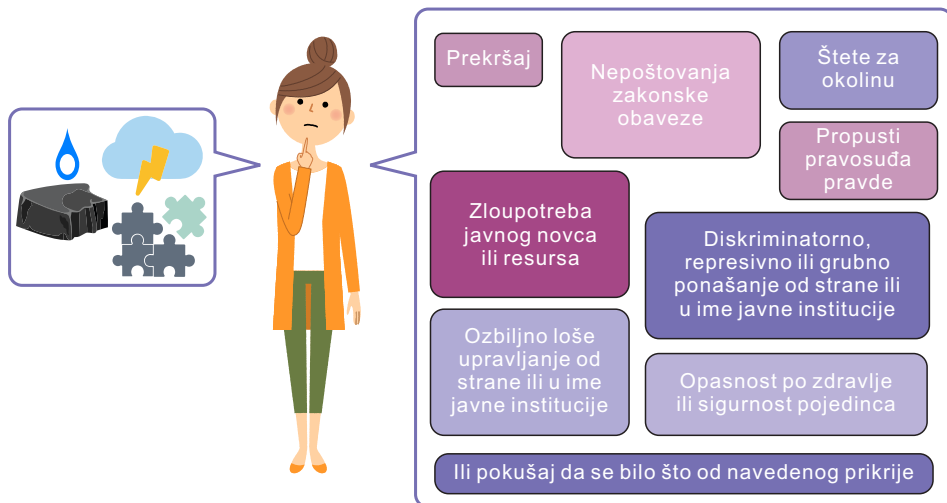 Prekršaj
Nepoštovanja
zakonske
obaveze
Štete za
okolinu
Propusti
pravosuđa
pravde
Zloupotreba
javnog novca
ili resursa
Diskriminatorno,
represivno ili grubno
ponašanje od strane ili
u ime javne institucije
Ozbiljno loše
upravljanje od
strane ili u ime
javne institucije
Opasnost po zdravlje
ili sigurnost pojedinca
Ili pokušaj da se bilo što od navedenog prikrije